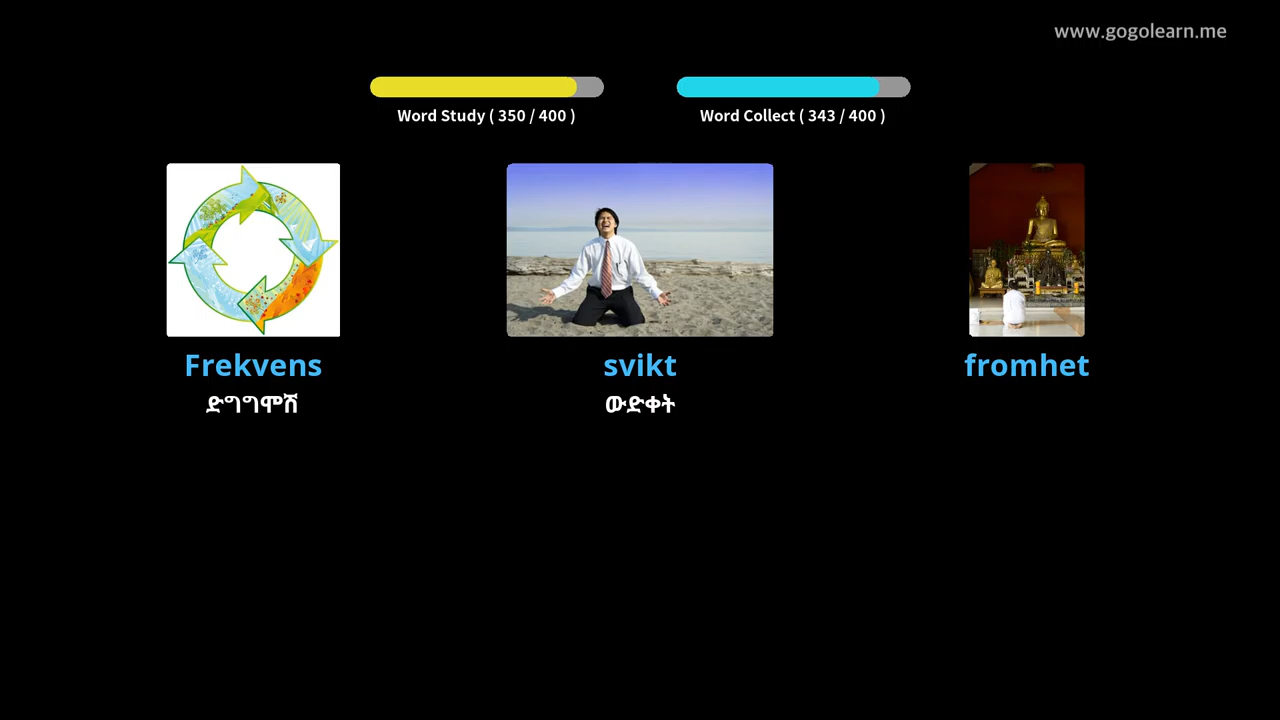 www.gogolearn.me
Word Study ( 350 / 400 )
Word Collect ( 343 / 400 )
Frekvens
svikt
fromhet
ድግግሞሽ
ውድቀት